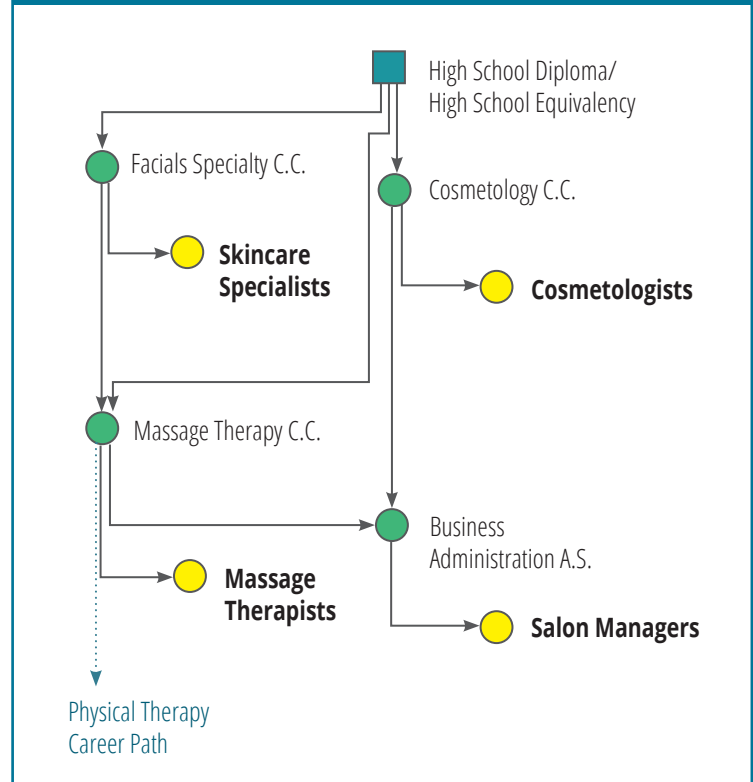 High School Diploma/
High School Equivalency
Facials Specialty C.C.
Cosmetology C.C.
Skincare
Specialists
Cosmetologists
Massage Therapy C.C.
Business
Administration A.S.
Massage
Therapists
Salon Managers
Physical Therapy
Career Path